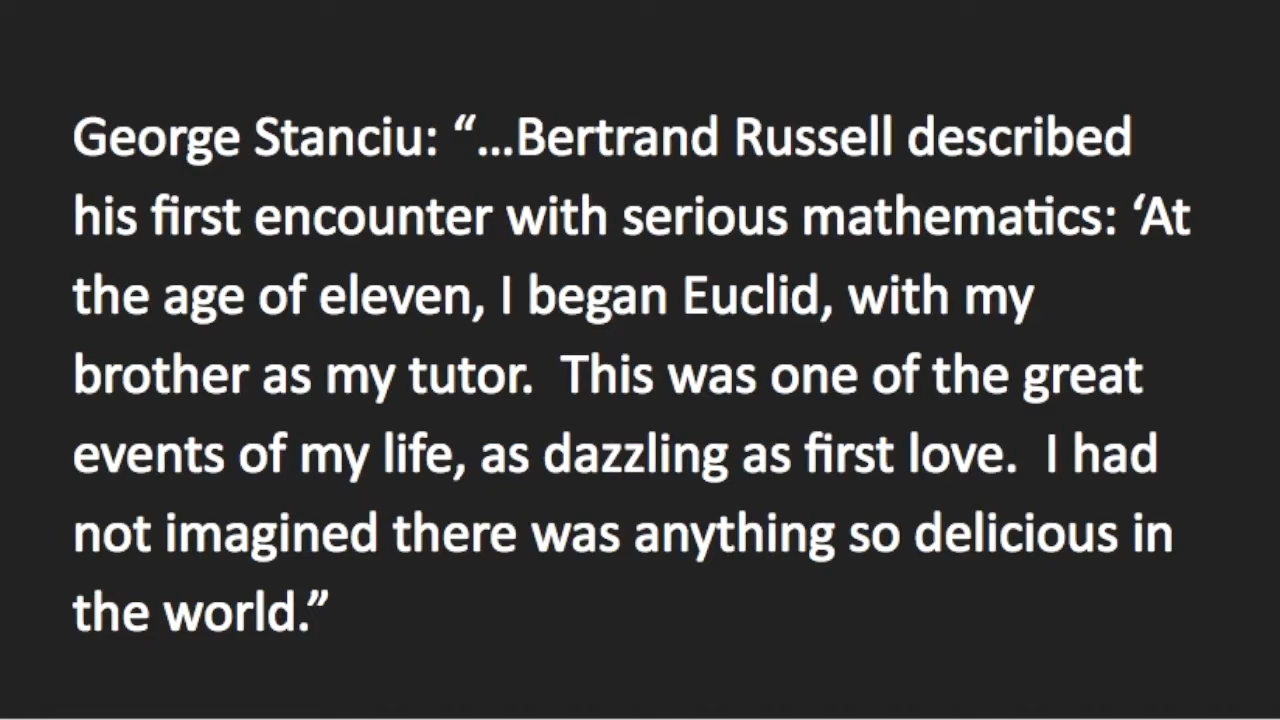 George Stanciu: “…Bertrand Russell described
his first encounter with serious mathematics: ‘At
the age of eleven, I began Euclid, with my
brother as my tutor.  This was one of the great
events of my life, as dazzling as first love.  I had
not imagined there was anything so delicious in
the world.”